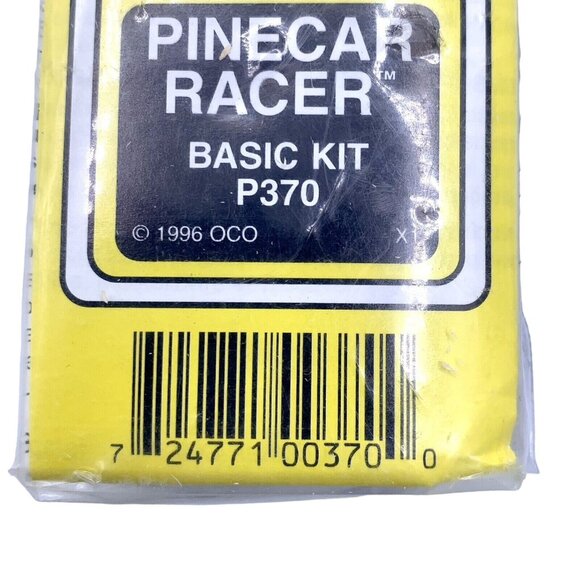 PINECAR
RACER™
BASIC KIT
P370
© 1996 OCO X
7 24771 00370 0